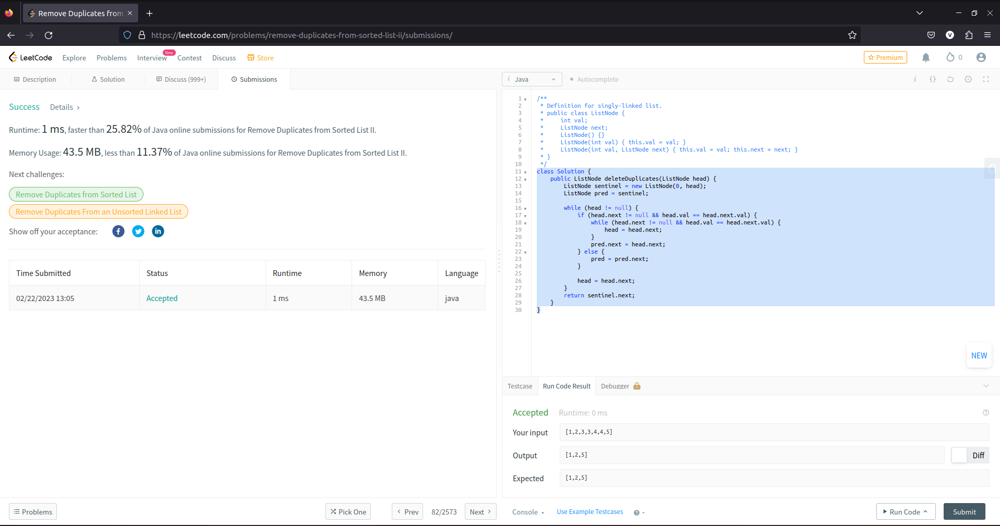 Remove Duplicates from
https://leetcode.com/problems/remove-duplicates-from-sorted-list-ii/submissions/
V
LeetCode Explore Problems Interview New Contest Discuss Store Premium 0
Description Solution Discuss (999+) Submissions
Success Details
Runtime: 1 ms, faster than 25.82% of Java online submissions for Remove Duplicates from Sorted List II.
Memory Usage: 43.5 MB, less than 11.37% of Java online submissions for Remove Duplicates from Sorted List II.
Next challenges:
Remove Duplicates from Sorted List
Remove Duplicates From an Unsorted Linked List
Show off your acceptance:
Time Submitted Status Runtime Memory Language
02/22/2023 13:05 Accepted 1 ms 43.5 MB java
Problems Pick One Prev 82/2573 Next
i Java Autocomplete i {}
1 /**
2 * Definition for singly-linked list.
3 * public class ListNode {
4 *     int val;
5 *     ListNode next;
6 *     ListNode() {}
7 *     ListNode(int val) { this.val = val; }
8 *     ListNode(int val, ListNode next) { this.val = val; this.next = next; }
9 * }
10 */
11 class Solution {
12     public ListNode deleteDuplicates(ListNode head) {
13         ListNode sentinel = new ListNode(0, head);
14         ListNode pred = sentinel;
15
16         while (head != null) {
17             if (head.next != null && head.val == head.next.val) {
18                 while (head.next != null && head.val == head.next.val) {
19                     head = head.next;
20                 }
21                 pred.next = head.next;
22             } else {
23                 pred = pred.next;
24             }
25
26             head = head.next;
27         }
28         return sentinel.next;
29     }
30 }
NEW
Testcase Run Code Result Debugger
Accepted Runtime: 0 ms
Your input [1,2,3,3,4,4,5]
Output [1,2,5] Diff
Expected [1,2,5]
Console Use Example Testcases ? Run Code Submit